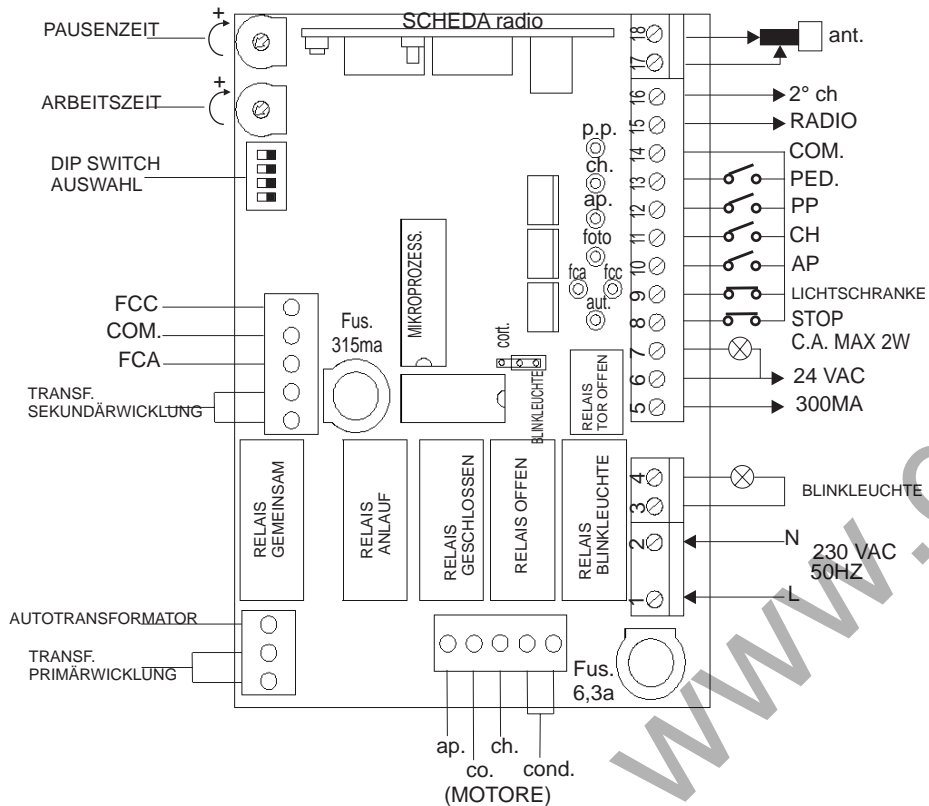 SCHEDA radio
PAUSENZEIT
+
ARBEITSZEIT
+
DIP SWITCH
AUSWAHL
FCC
COM.
FCA
TRANSF.
SEKUNDÄRWICKLUNG
Fus.
315ma
MIKROPROZESS.
cort.
BLINKLEUCHTE
p.p.
ch.
ap.
foto
fca
fcc
aut.
RELAIS
TOR OFFEN
18
17
16
15
14
13
12
11
10
9
8
7
6
5
4
3
2
1
ant.
2° ch
RADIO
COM.
PED.
PP
CH
AP
LICHTSCHRANKE
STOP
C.A. MAX 2W
24 VAC
300MA
BLINKLEUCHTE
N
230 VAC
50HZ
L
RELAIS
GEMEINSAM
RELAIS
ANLAUF
RELAIS
GESCHLOSSEN
RELAIS OFFEN
RELAIS
BLINKLEUCHTE
AUTOTRANSFORMATOR
TRANSF.
PRIMÄRWICKLUNG
Fus.
6,3a
ap.
co.
ch.
cond.
(MOTORE)
www.